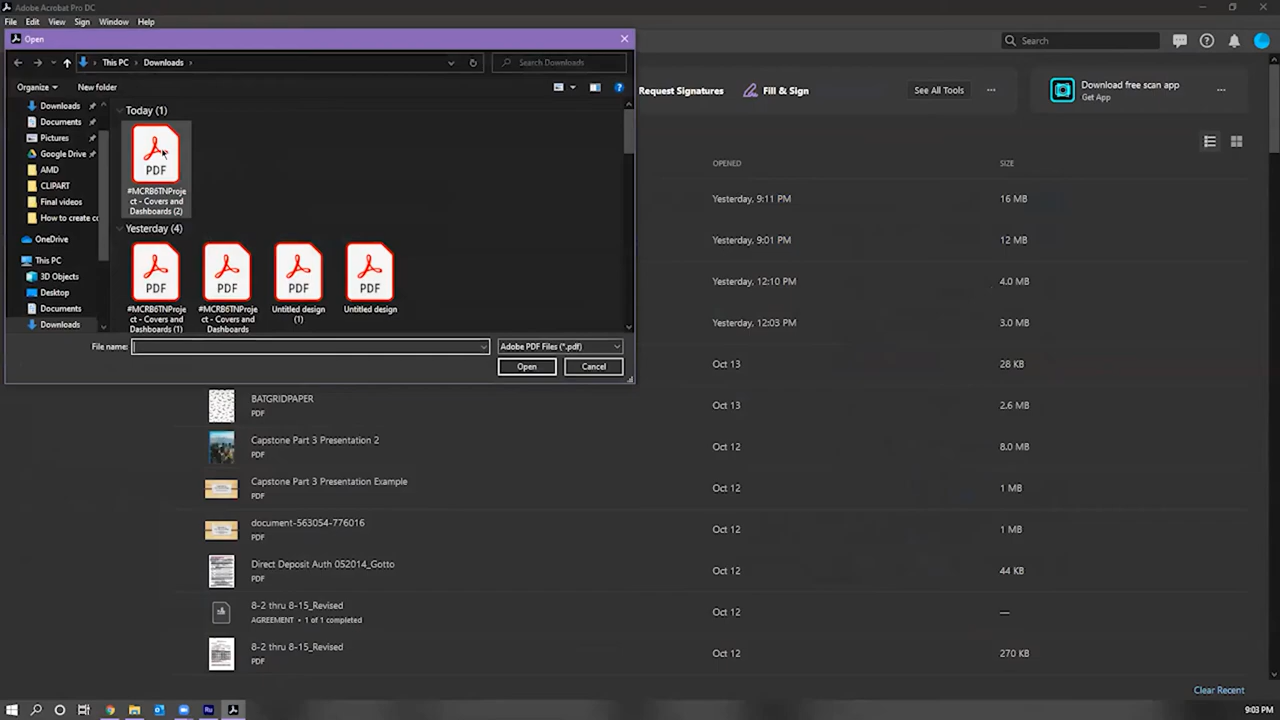 Adobe Acrobat Pro DC
File Edit View Sign Window Help
Open
This PC Downloads
Search Downloads
Organize New folder
Downloads
Documents
Pictures
Google Drive
AMD
CLIPART
Final videos
How to create co
OneDrive
This PC
3D Objects
Desktop
Documents
Downloads
Today (1)
PDF
#MCRB6TNProje
ct - Covers and
Dashboards (2)
Yesterday (4)
PDF PDF PDF PDF
#MCRB6TNProje
ct - Covers and
Dashboards (1)
#MCRB6TNProje
ct - Covers and
Dashboards
Untitled design
(1)
Untitled design
File name:
Adobe PDF Files (*.pdf)
Open Cancel
Search
Request Signatures Fill & Sign See All Tools
Download free scan app
Get App
OPENED SIZE
Yesterday, 9:11 PM 16 MB
Yesterday, 9:01 PM 12 MB
Yesterday, 12:10 PM 4.0 MB
Yesterday, 12:03 PM 3.0 MB
Oct 13 28 KB
BATGRIDPAPER
PDF
Oct 13 2.6 MB
Capstone Part 3 Presentation 2
PDF
Oct 12 8.0 MB
Capstone Part 3 Presentation Example
PDF
Oct 12 1 MB
document-563054-776016
PDF
Oct 12 1 MB
Direct Deposit Auth 052014_Gotto
PDF
Oct 12 44 KB
8-2 thru 8-15_Revised
AGREEMENT • 1 of 1 completed
Oct 12 —
8-2 thru 8-15_Revised
PDF
Oct 12 270 KB
Clear Recent
Ru
9:03 PM